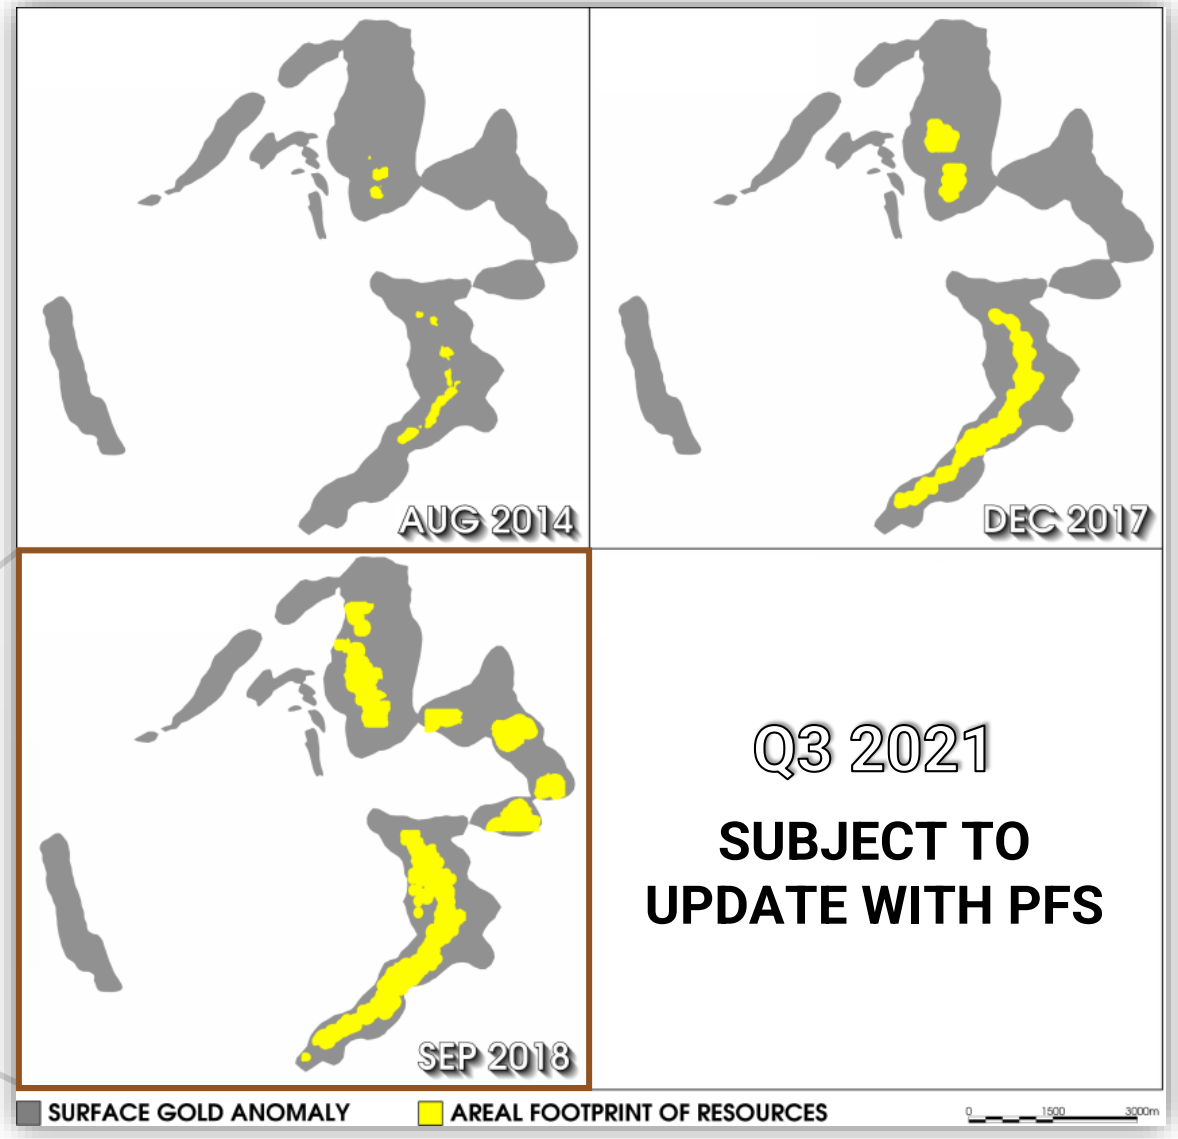 AUG 2014
DEC 2017
SEP 2018
Q3 2021
SUBJECT TO
UPDATE WITH PFS
SURFACE GOLD ANOMALY
AREAL FOOTPRINT OF RESOURCES
0 1500 3000m